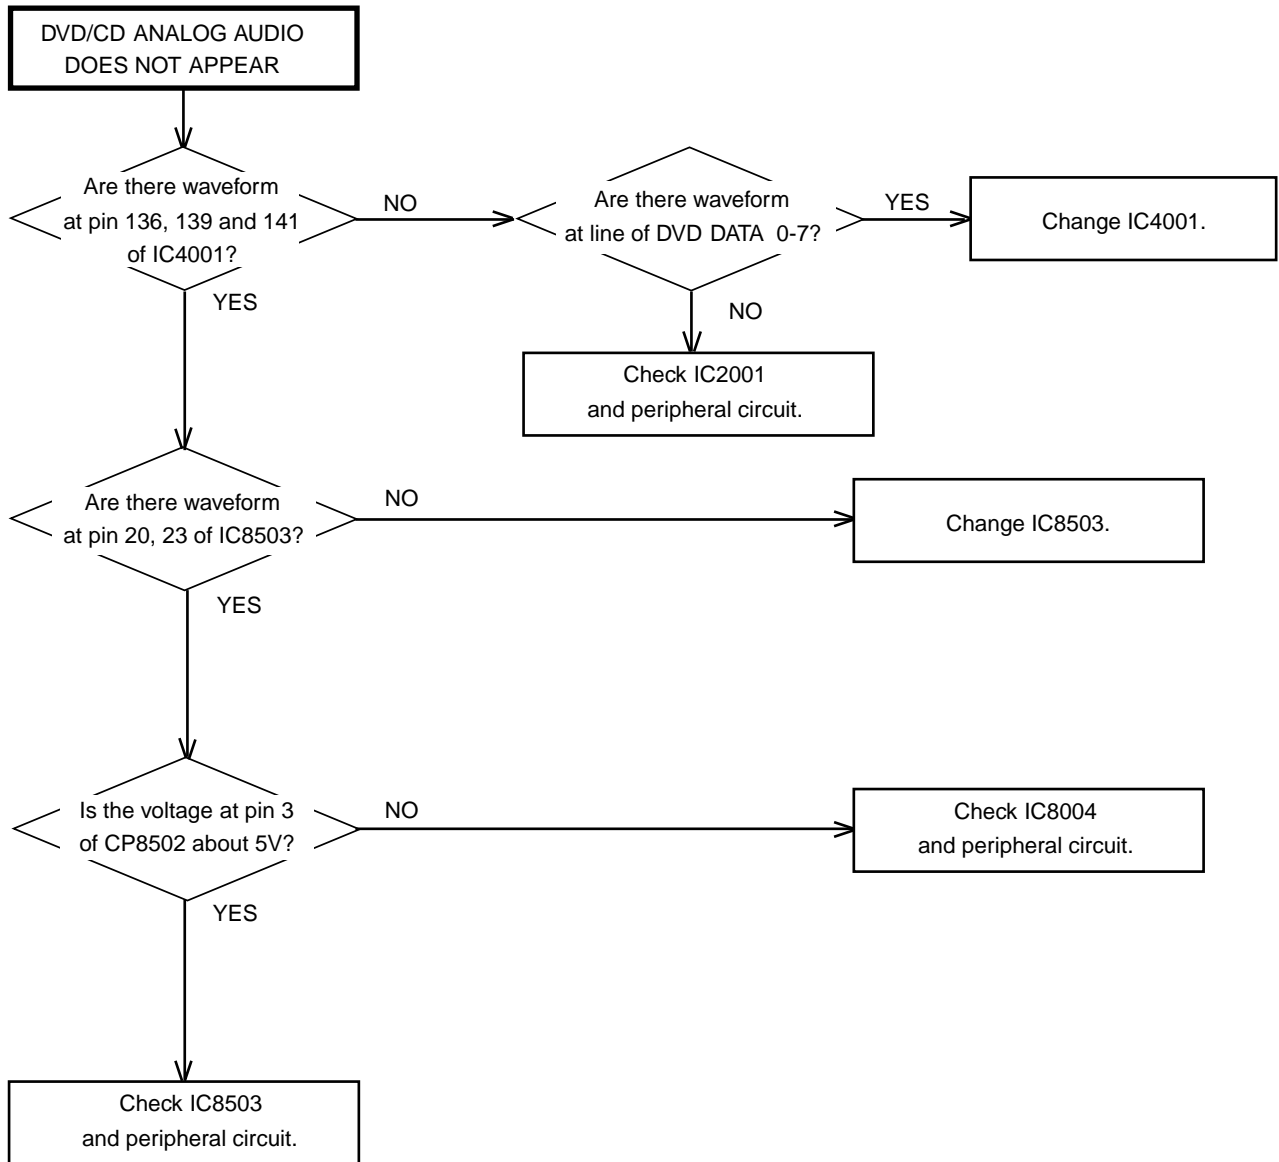 DVD/CD ANALOG AUDIO
DOES NOT APPEAR
Are there waveform
at pin 136, 139 and 141
of IC4001?
NO
Are there waveform
at line of DVD DATA 0-7?
YES
Change IC4001.
YES
NO
Check IC2001
and peripheral circuit.
Are there waveform
at pin 20, 23 of IC8503?
NO
Change IC8503.
YES
Is the voltage at pin 3
of CP8502 about 5V?
NO
Check IC8004
and peripheral circuit.
YES
Check IC8503
and peripheral circuit.